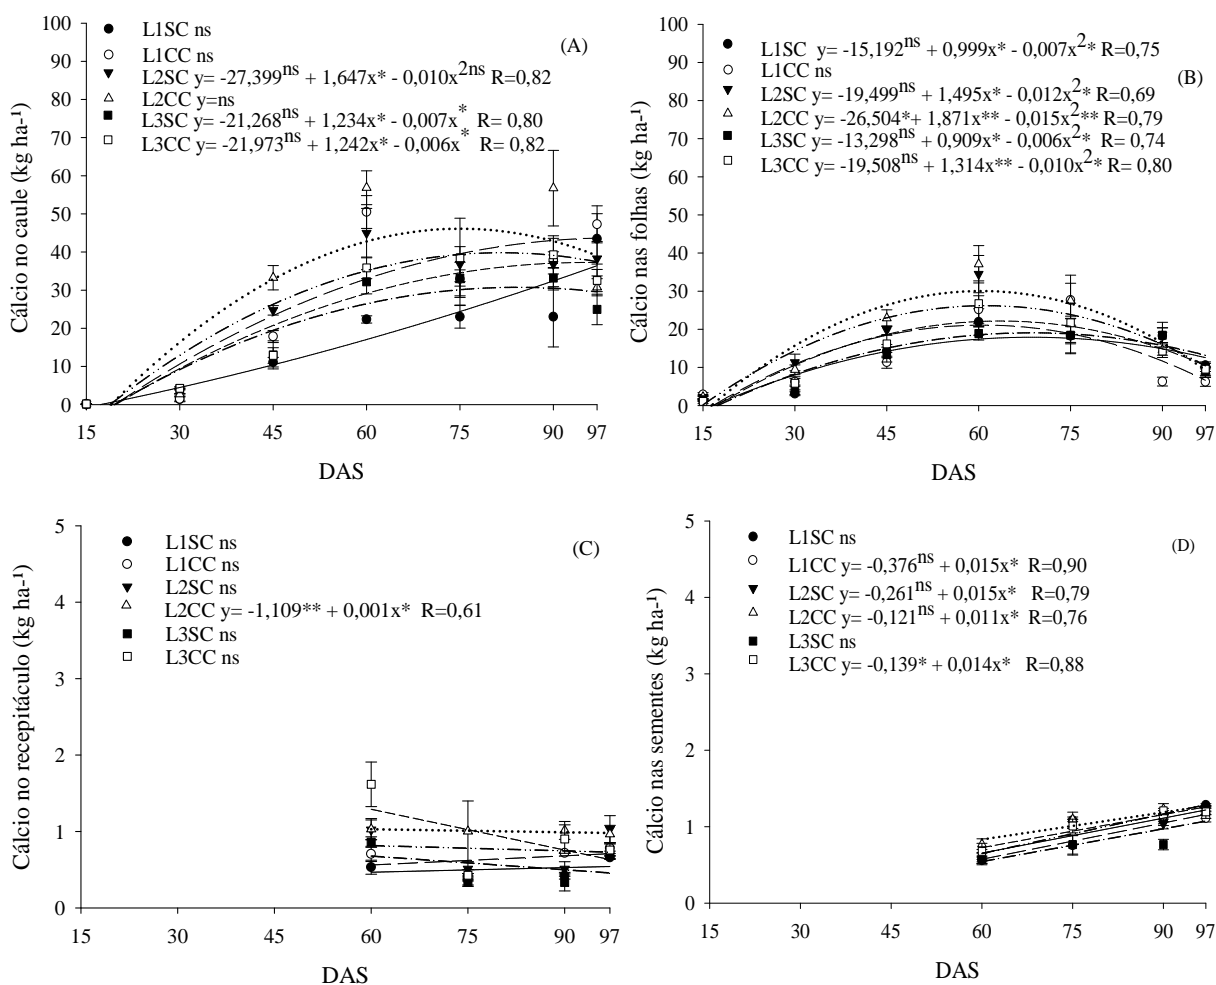 100
90
80
70
60
50
40
30
20
10
0
Cálcio no caule (kg ha-¹)
L1SC ns
L1CC ns
L2SC y= -27,399ns + 1,647x* - 0,010x2ns R=0,82
L2CC y=ns
L3SC y= -21,268ns + 1,234x* - 0,007x* R= 0,80
L3CC y= -21,973ns + 1,242x* - 0,006x* R= 0,82
(A)
15 30 45 60 75 90 97
DAS
100
90
80
70
60
50
40
30
20
10
0
Cálcio nas folhas (kg ha-¹)
L1SC y= -15,192ns + 0,999x* - 0,007x2* R=0,75
L1CC ns
L2SC y= -19,499ns + 1,495x* - 0,012x2* R=0,69
L2CC y= -26,504*+ 1,871x** - 0,015x2** R= 0,79
L3SC y= -13,298ns + 0,909x* - 0,006x2* R= 0,74
L3CC y= -19,508ns + 1,314x** - 0,010x2* R= 0,80
(B)
15 30 45 60 75 90 97
DAS
5
4
3
2
1
0
Cálcio no recepitáculo (kg ha-¹)
L1SC ns
L1CC ns
L2SC ns
L2CC y= -1,109** + 0,001x* R=0,61
L3SC ns
L3CC ns
(C)
15 30 45 60 75 90 97
DAS
5
4
3
2
1
0
Cálcio nas sementes (kg ha-¹)
L1SC ns
L1CC y= -0,376ns + 0,015x* R=0,90
L2SC y= -0,261ns + 0,015x* R=0,79
L2CC y= -0,121ns + 0,011x* R=0,76
L3SC ns
L3CC y= -0,139* + 0,014x* R=0,88
(D)
15 30 45 60 75 90 97
DAS